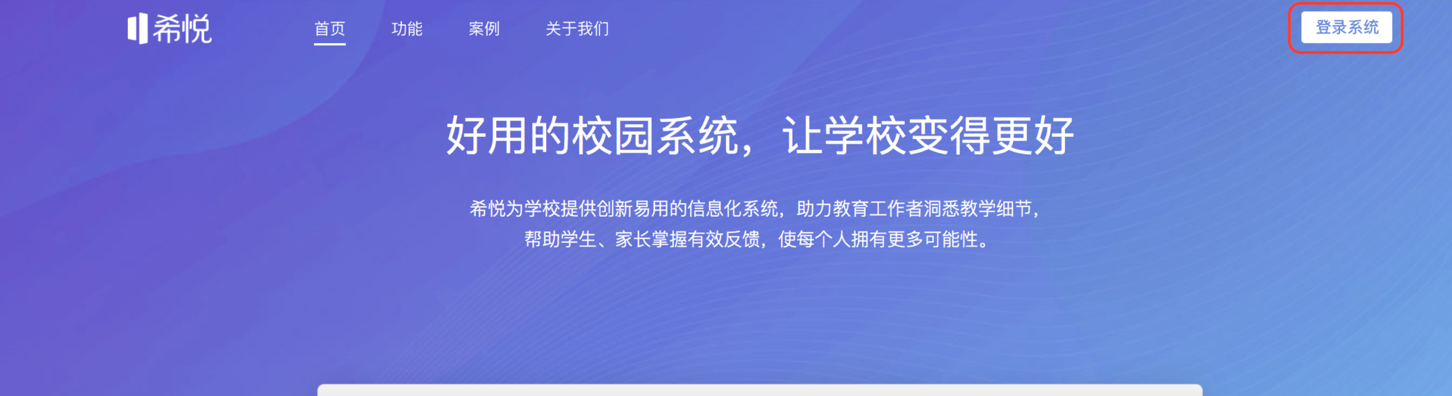 希悦
首页
功能
案例
关于我们
登录系统
好用的校园系统，让学校变得更好
希悦为学校提供创新易用的信息化系统，助力教育工作者洞悉教学细节，
帮助学生、家长掌握有效反馈，使每个人拥有更多可能性。